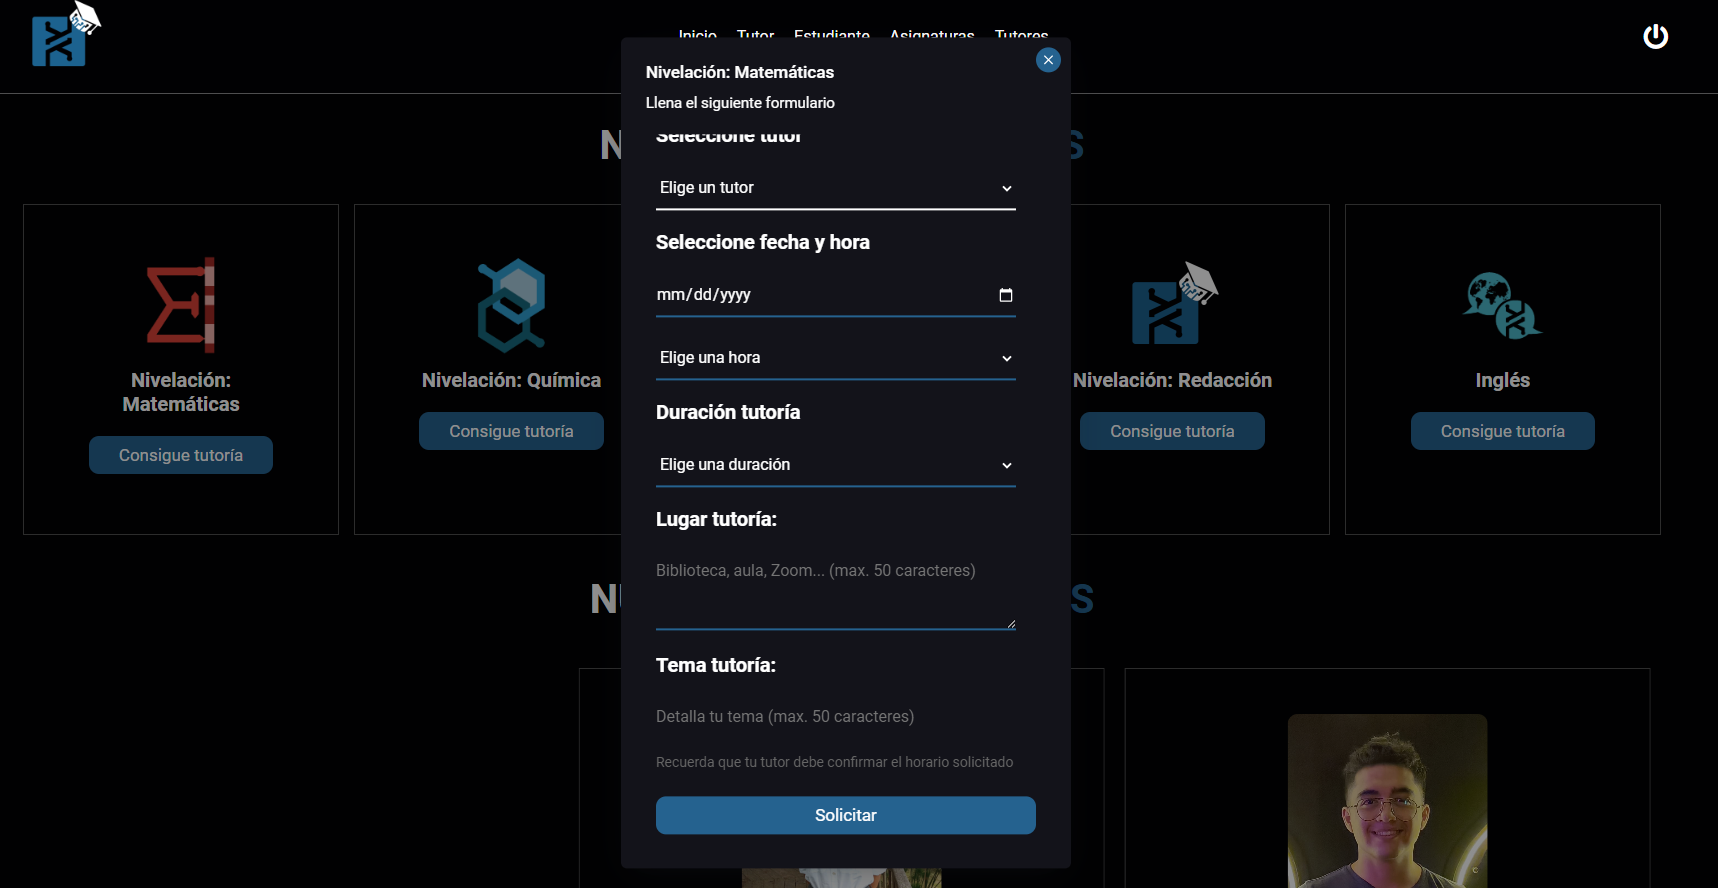 Inicio Tutor Estudiante Asignaturas Tutores
Nivelación: Matemáticas
Llena el siguiente formulario
Seleccione tutor
Elige un tutor
Seleccione fecha y hora
mm/dd/yyyy
Elige una hora
Duración tutoría
Elige una duración
Lugar tutoría:
Biblioteca, aula, Zoom... (max. 50 caracteres)
Tema tutoría:
Detalla tu tema (max. 50 caracteres)
Recuerda que tu tutor debe confirmar el horario solicitado
Solicitar
Nivelación:
Matemáticas
Consigue tutoría
Nivelación: Química
Consigue tutoría
Nivelación: Redacción
Consigue tutoría
Inglés
Consigue tutoría